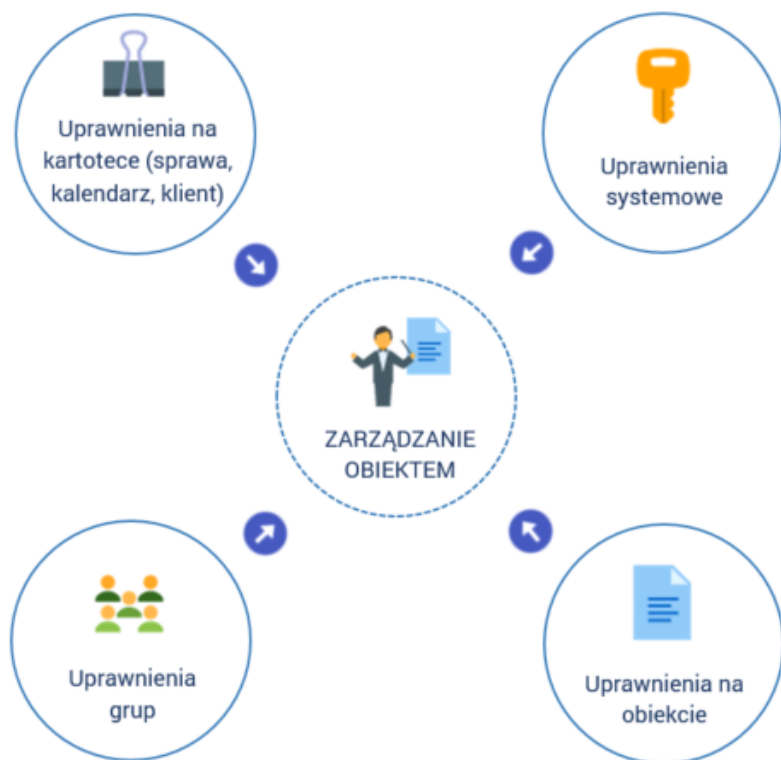 Uprawnienia na
kartotece (sprawa,
kalendarz, klient)
Uprawnienia
systemowe
ZARZĄDZANIE
OBIEKTEM
Uprawnienia
grup
Uprawnienia na
obiekcie